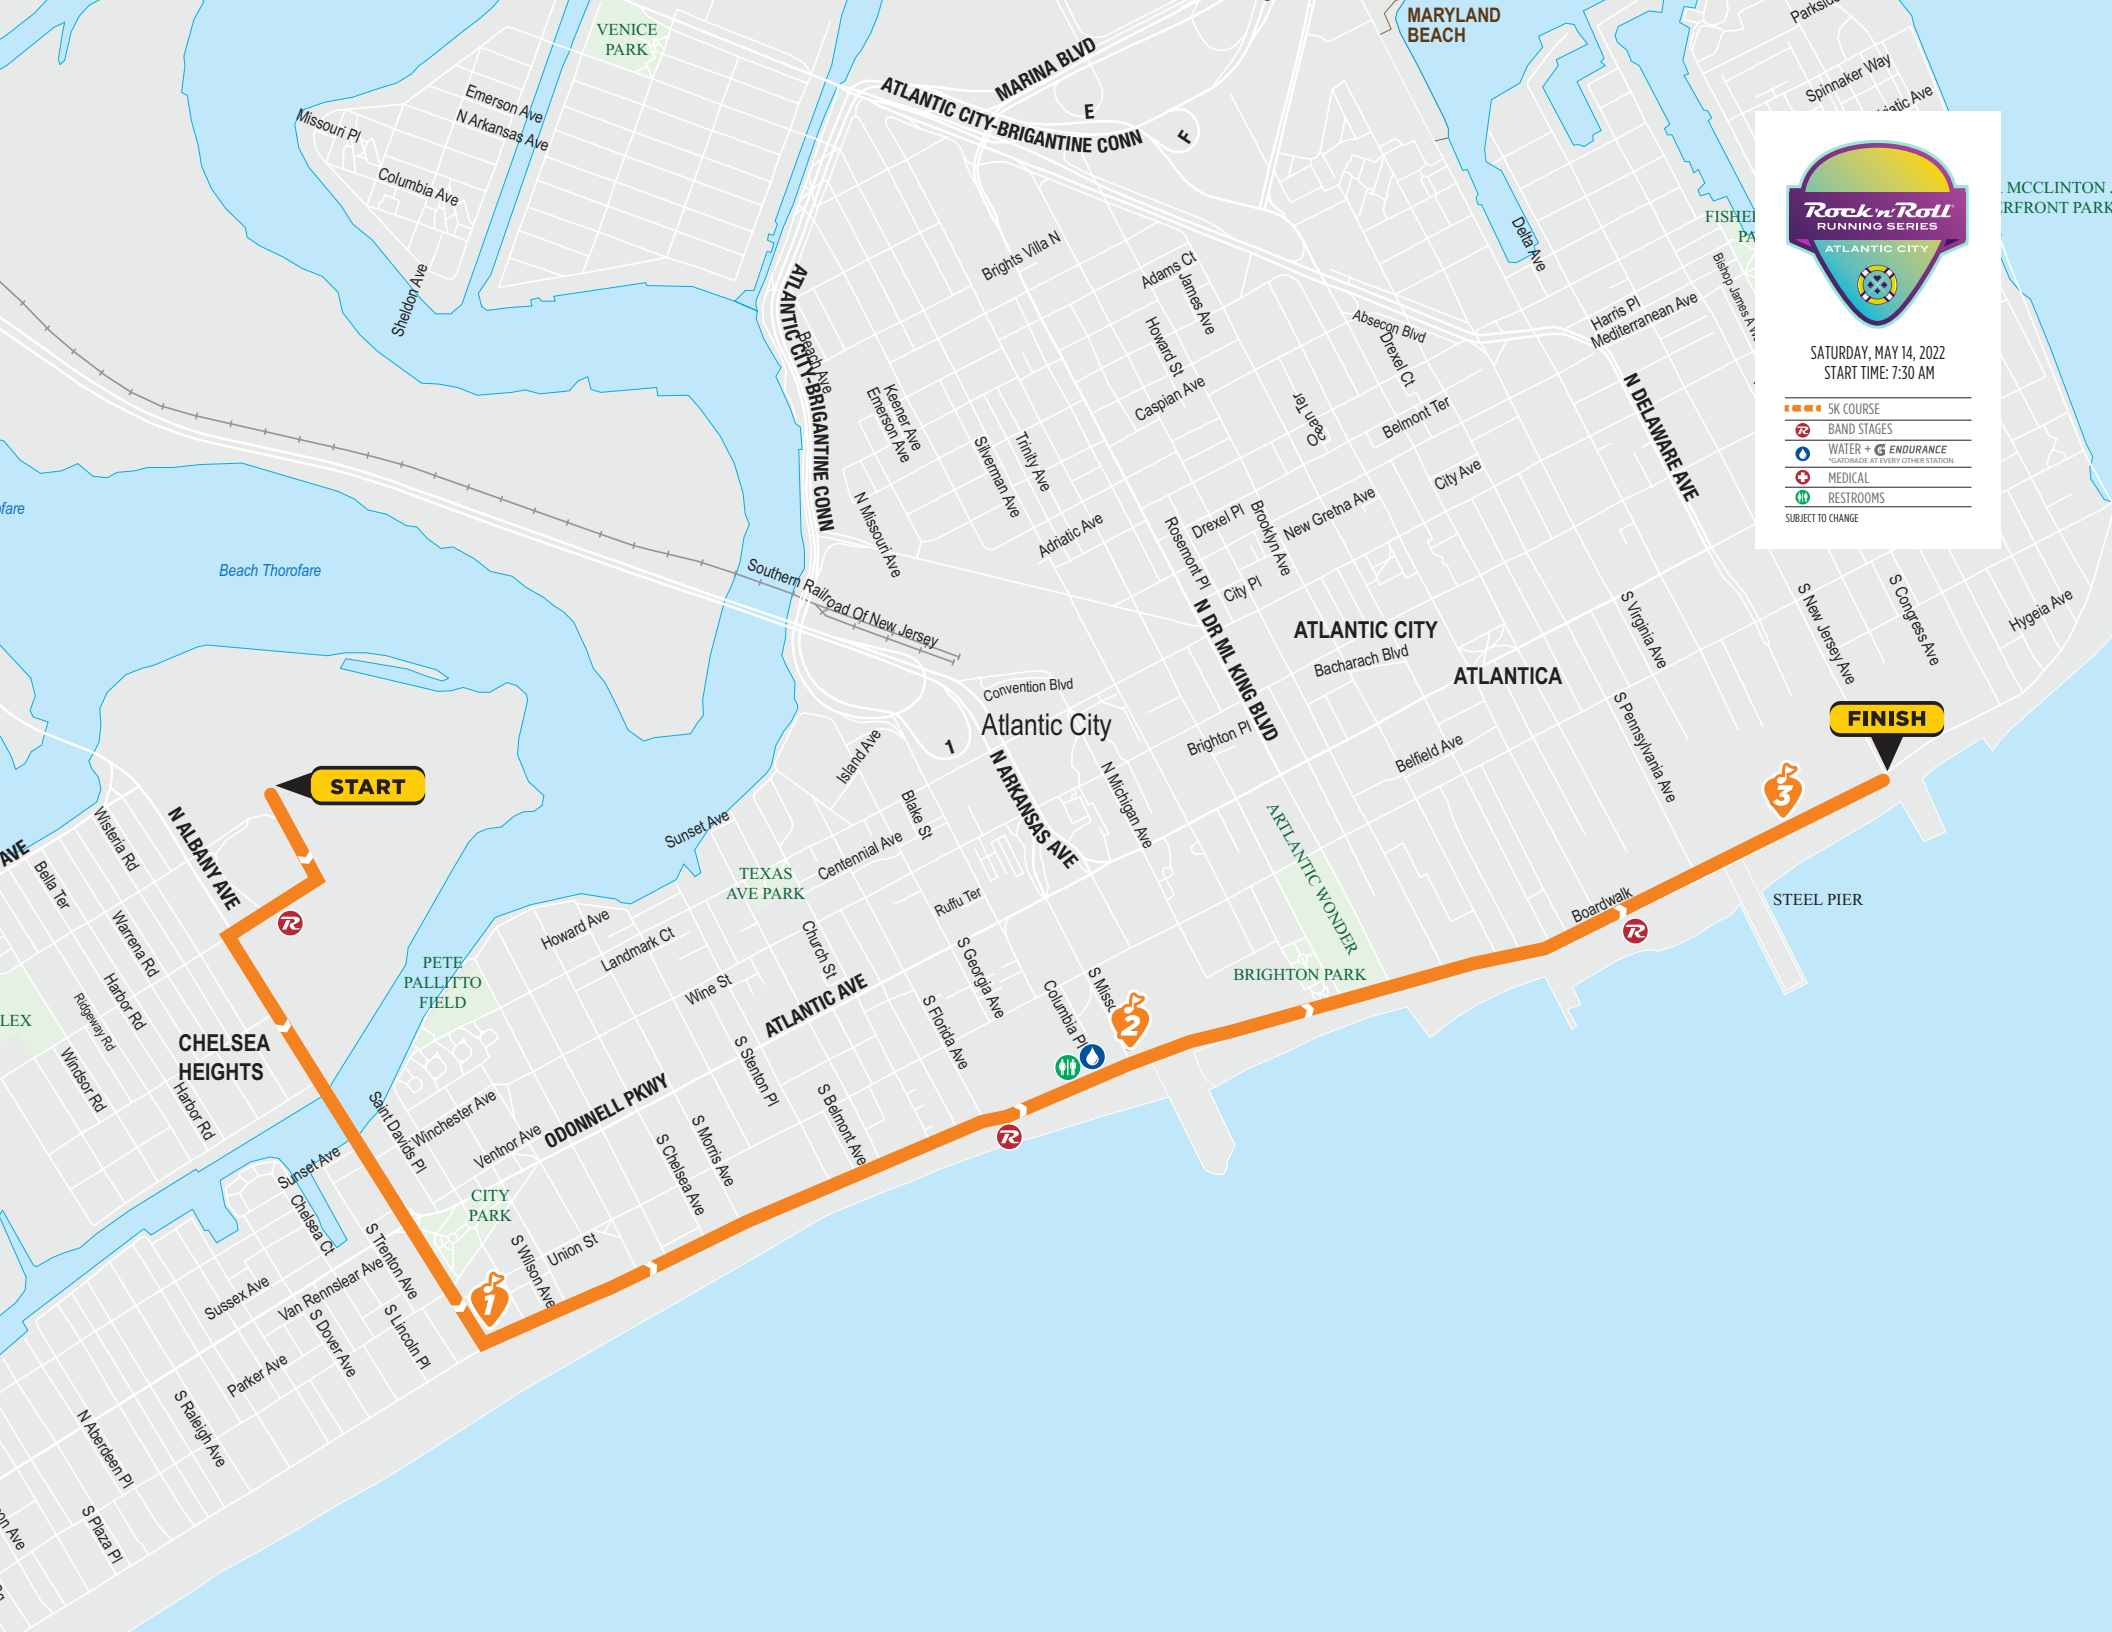 VENICE
PARK
MARYLAND
BEACH
MARINA BLVD
ATLANTIC CITY-BRIGANTINE CONN
E
F
Emerson Ave
N Arkansas Ave
Missouri Pl
Columbia Ave
Sheldon Ave
Spinnaker Way
MCCLINTON
RFRONT PARK
Rock'n'Roll
RUNNING SERIES
ATLANTIC CITY
SATURDAY, MAY 14, 2022
START TIME: 7:30 AM
5K COURSE
BAND STAGES
WATER + G ENDURANCE
*GATORADE AT EVERY OTHER STATION
MEDICAL
RESTROOMS
SUBJECT TO CHANGE
Delta Ave
Harris Pl
Mediterranean Ave
Bishop James A
Brights Villa N
Adams Ct
James Ave
Howard St
Caspian Ave
Absecon Blvd
Drexel Ct
Ocean Ter
Belmont Ter
City Ave
N DELAWARE AVE
ATLANTIC CITY-BRIGANTINE CONN
Beach Ave
Keener Ave
Emerson Ave
Silverman Ave
Trinity Ave
N Missouri Ave
Adriatic Ave
Rosemont Pl
Drexel Pl
Brooklyn Ave
New Gretna Ave
City Pl
N DR ML KING BLVD
Southern Railroad Of New Jersey
Beach Thorofare
ATLANTIC CITY
Bacharach Blvd
ATLANTICA
S Virginia Ave
S Pennsylvania Ave
S New Jersey Ave
S Congress Ave
Hygeia Ave
Convention Blvd
Atlantic City
1
Island Ave
Brighton Pl
Belfield Ave
N ARKANSAS AVE
N Michigan Ave
FINISH
3
START
N ALBANY AVE
Wisteria Rd
AVE
Bella Ter
Warrena Rd
Harbor Rd
Ridgeway Rd
Windsor Rd
LEX
CHELSEA
HEIGHTS
Harbor Rd
Sunset Ave
TEXAS
AVE PARK
Centennial Ave
Blake St
Ruffu Ter
Howard Ave
Landmark Ct
Wine St
Church St
ATLANTIC AVE
PETE
PALLITTO
FIELD
S Georgia Ave
S Florida Ave
Columbia Pl
2
ARTLANTIC WONDER
BRIGHTON PARK
Boardwalk
STEEL PIER
S Stenton Pl
S Belmont Ave
ODONNELL PKWY
Saint Davids Pl
Winchester Ave
Ventnor Ave
S Morris Ave
S Chelsea Ave
Sunset Ave
Chelsea Ct
CITY
PARK
Union St
S Wilson Ave
1
S Trenton Ave
Sussex Ave
Van Rennslear Ave
S Dover Ave
S Lincoln Pl
Parker Ave
S Raleigh Ave
N Aberdeen Pl
S Plaza Pl